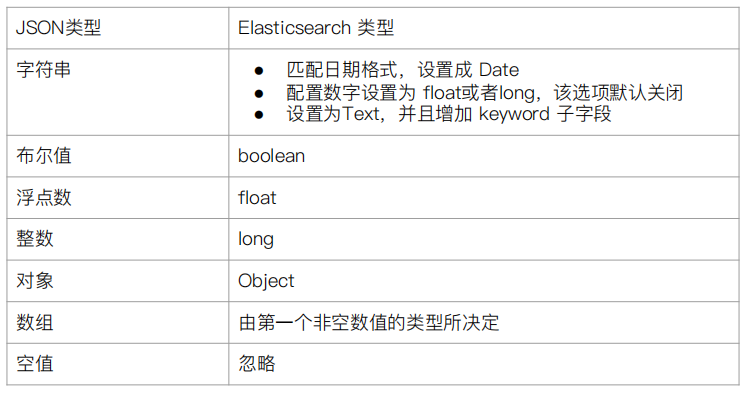 JSON类型 Elasticsearch 类型
字符串
● 匹配日期格式，设置成 Date
● 配置数字设置为 float或者long，该选项默认关闭
● 设置为Text，并且增加 keyword 子字段
布尔值 boolean
浮点数 float
整数 long
对象 Object
数组 由第一个非空数值的类型所决定
空值 忽略